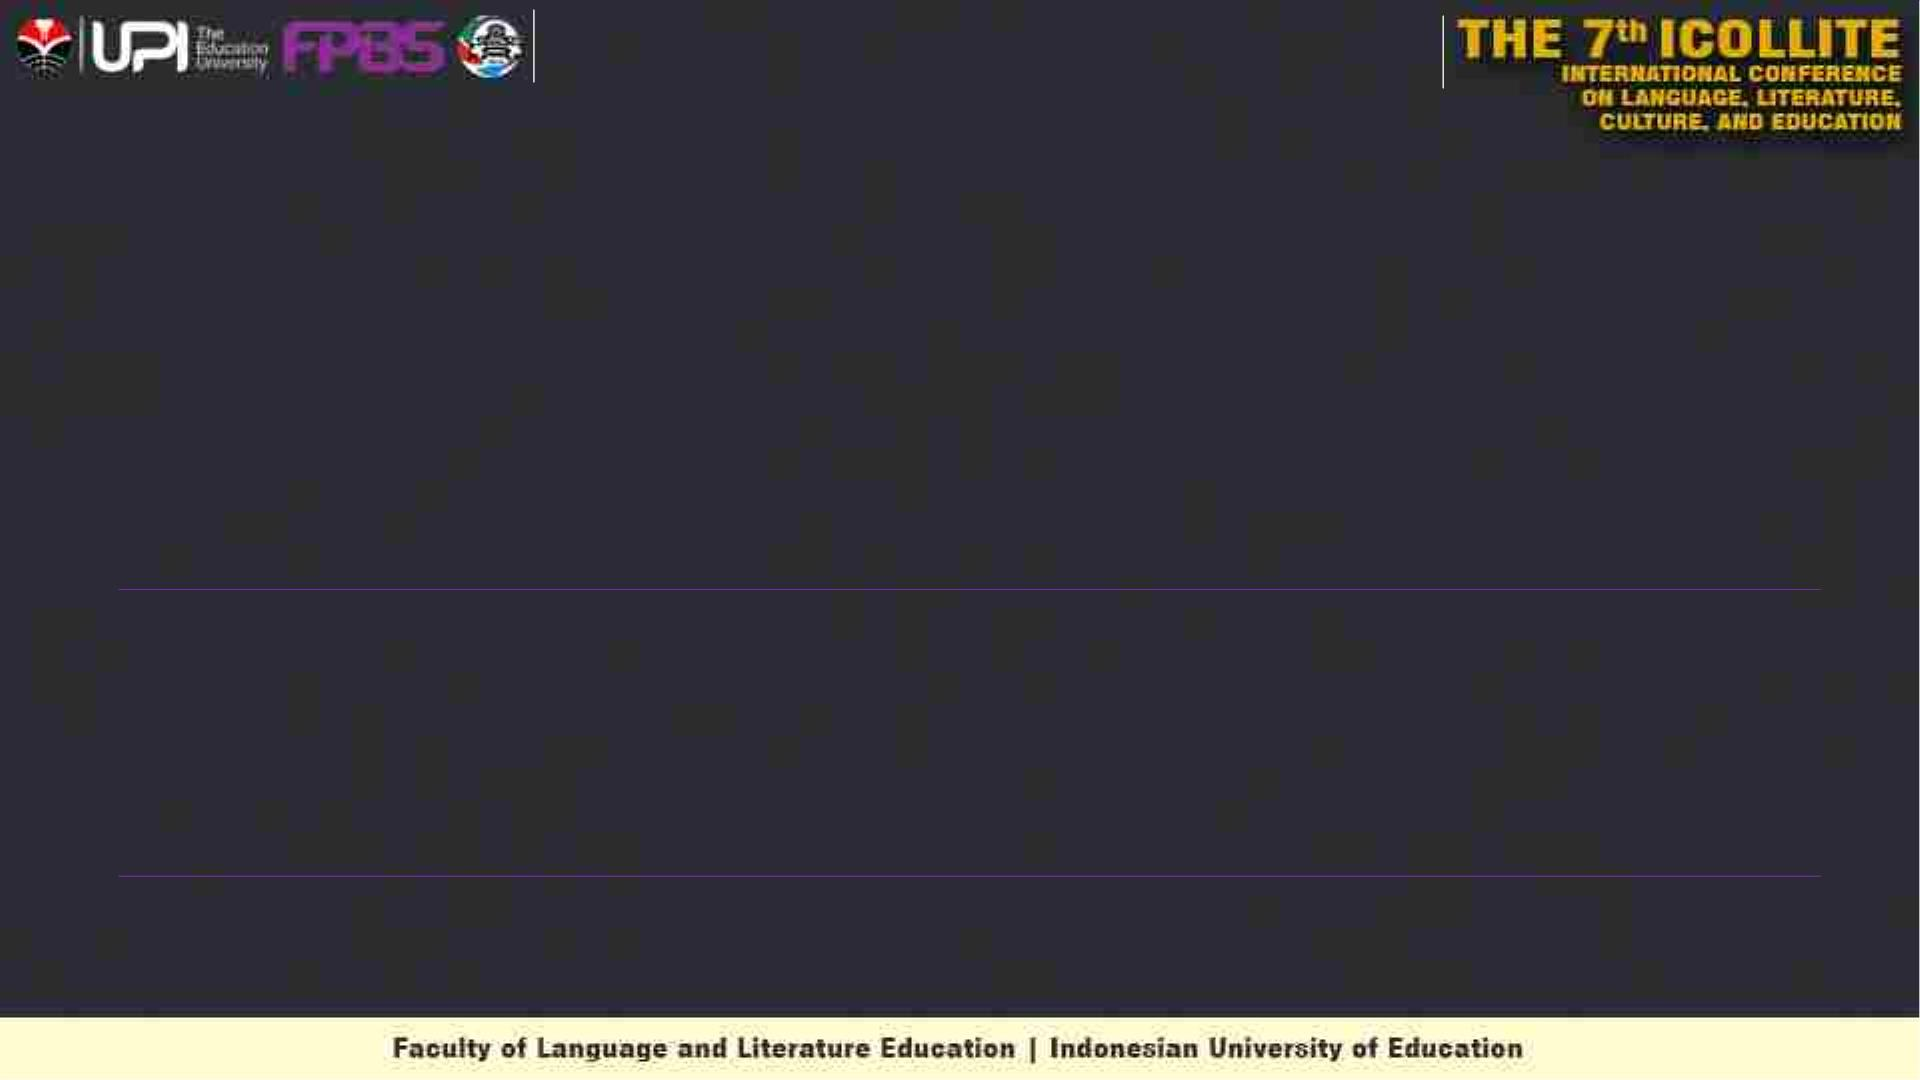 UPI
The
Education
University
FPBS
THE 7th ICOLLITE
INTERNATIONAL CONFERENCE
ON LANGUAGE, LITERATURE,
CULTURE, AND EDUCATION
Faculty of Language and Literature Education | Indonesian University of Education